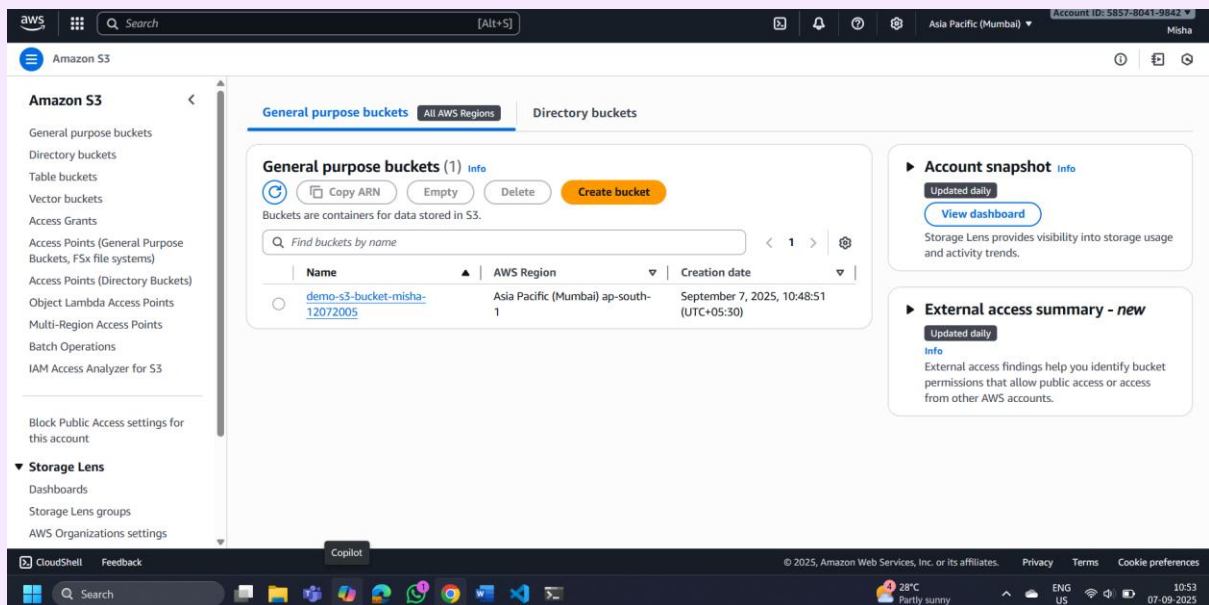 aws
Search
[Alt+S]
Asia Pacific (Mumbai) ▼
Account ID: 5857-8041-9842 ▼
Misha
Amazon S3
Amazon S3
General purpose buckets
Directory buckets
Table buckets
Vector buckets
Access Grants
Access Points (General Purpose
Buckets, FSx file systems)
Access Points (Directory Buckets)
Object Lambda Access Points
Multi-Region Access Points
Batch Operations
IAM Access Analyzer for S3
Block Public Access settings for
this account
Storage Lens
Dashboards
Storage Lens groups
AWS Organizations settings
General purpose buckets All AWS Regions
Directory buckets
General purpose buckets (1) Info
Copy ARN
Empty
Delete
Create bucket
Buckets are containers for data stored in S3.
Find buckets by name
1
Name
AWS Region
Creation date
demo-s3-bucket-misha-
12072005
Asia Pacific (Mumbai) ap-south-
1
September 7, 2025, 10:48:51
(UTC+05:30)
Account snapshot Info
Updated daily
View dashboard
Storage Lens provides visibility into storage usage
and activity trends.
External access summary - new
Updated daily
Info
External access findings help you identify bucket
permissions that allow public access or access
from other AWS accounts.
CloudShell
Feedback
Copilot
© 2025, Amazon Web Services, Inc. or its affiliates.
Privacy
Terms
Cookie preferences
Search
1
4
28°C
Partly sunny
ENG
US
10:53
07-09-2025